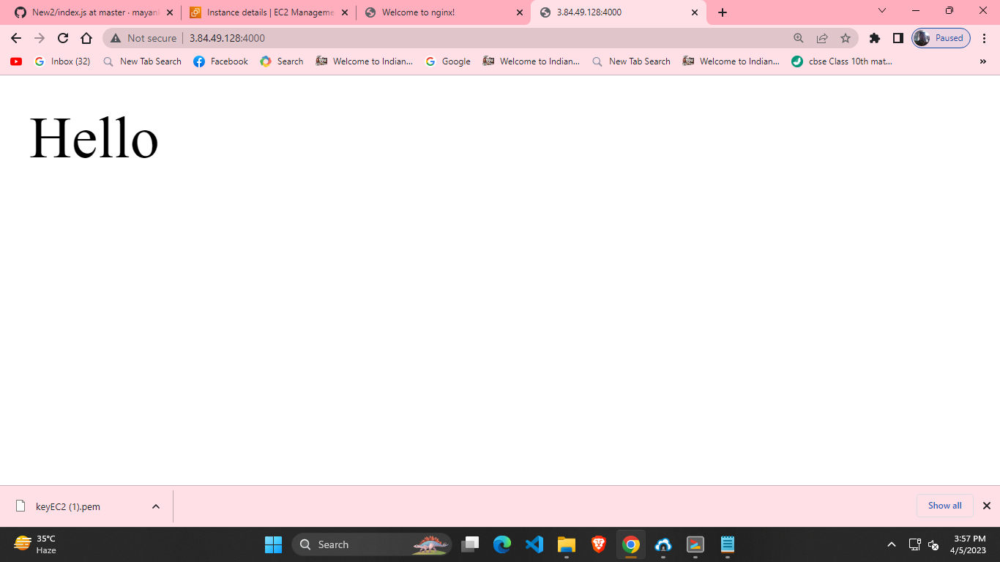 New2/index.js at master · mayank
Instance details | EC2 Manageme
Welcome to nginx!
3.84.49.128:4000
Not secure
3.84.49.128:4000
Paused
Inbox (32)
New Tab Search
Facebook
Search
Welcome to Indian...
Google
Welcome to Indian...
New Tab Search
Welcome to Indian...
cbse Class 10th mat...
Hello
keyEC2 (1).pem
Show all
35°C
Haze
Search
3:57 PM
4/5/2023